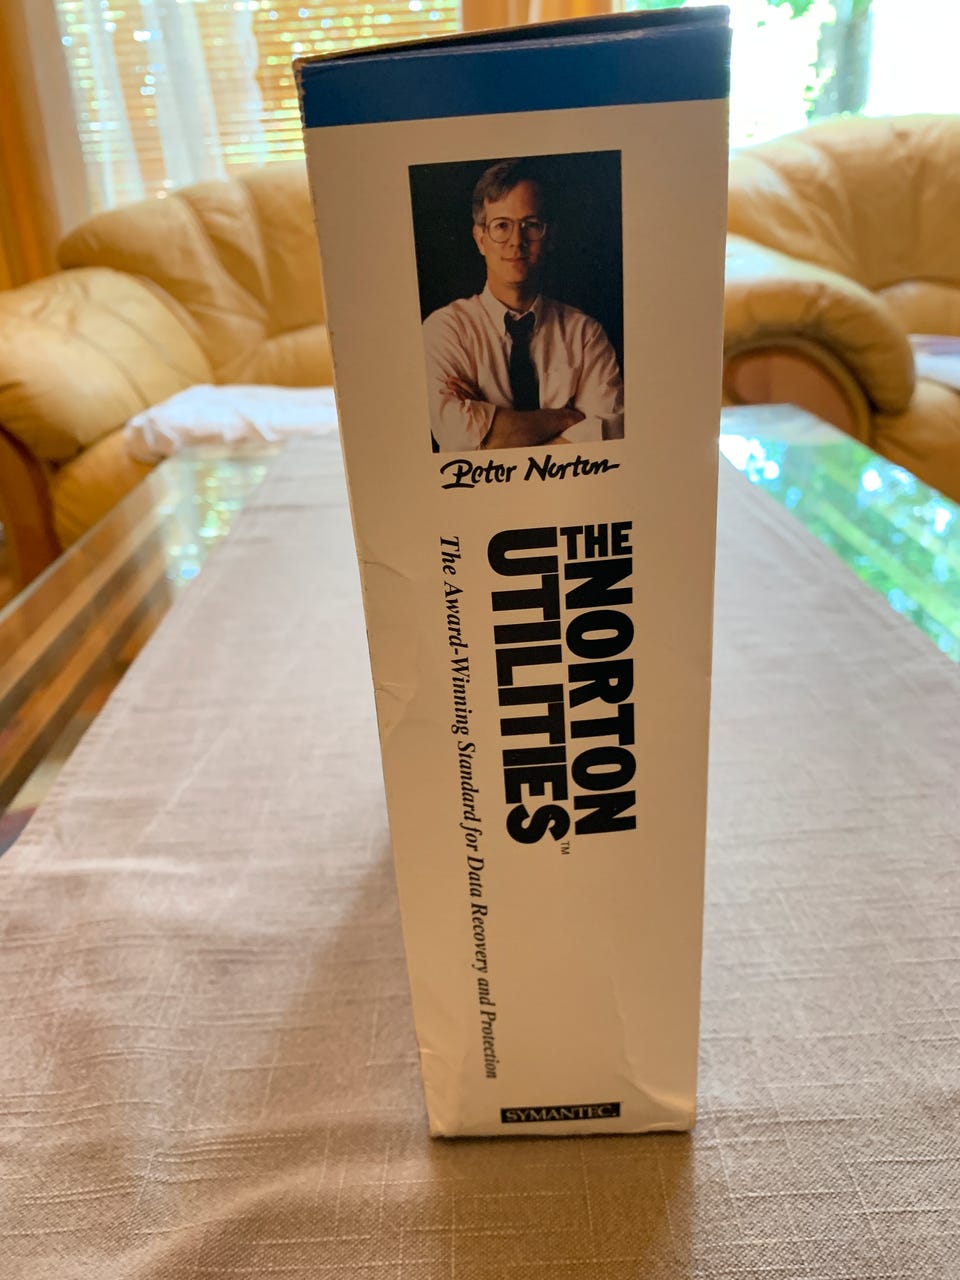 Peter Norton
THE
NORTON
UTILITIES™
The Award-Winning Standard for Data Recovery and Protection
SYMANTEC.